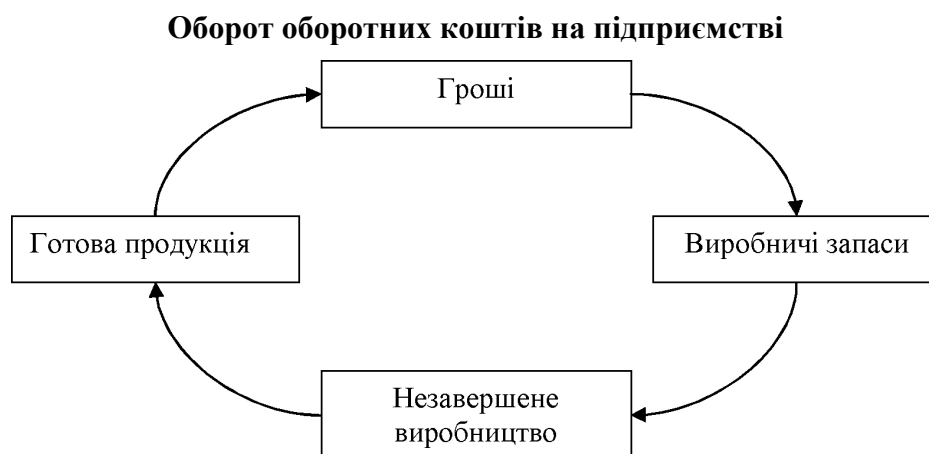 Оборот оборотних коштів на підприємстві
Гроші
Готова продукція
Виробничі запаси
Незавершене
виробництво